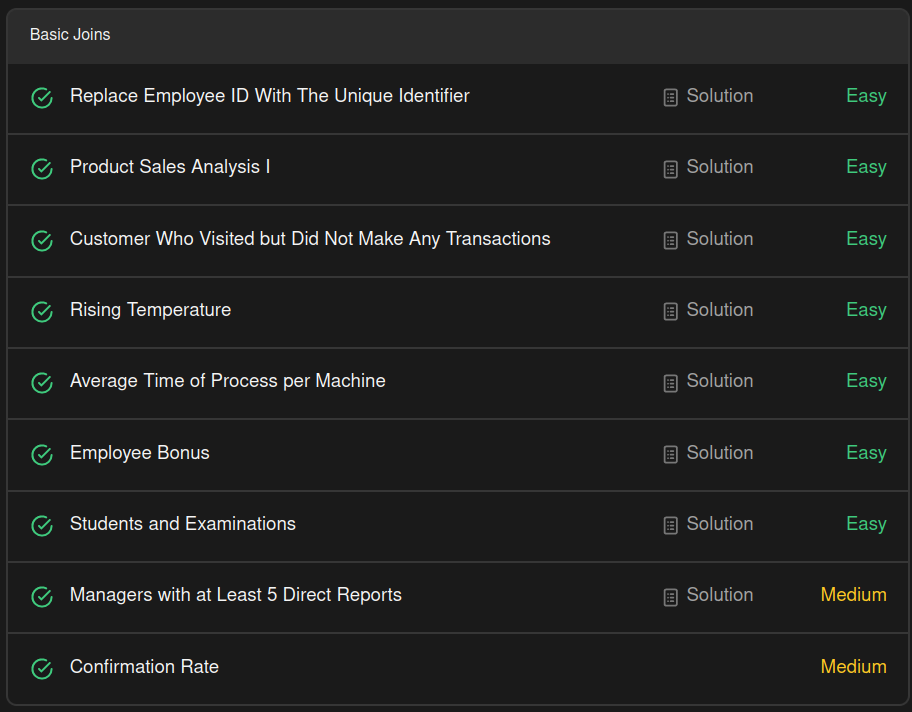 Basic Joins
Replace Employee ID With The Unique Identifier Solution Easy
Product Sales Analysis I Solution Easy
Customer Who Visited but Did Not Make Any Transactions Solution Easy
Rising Temperature Solution Easy
Average Time of Process per Machine Solution Easy
Employee Bonus Solution Easy
Students and Examinations Solution Easy
Managers with at Least 5 Direct Reports Solution Medium
Confirmation Rate Medium